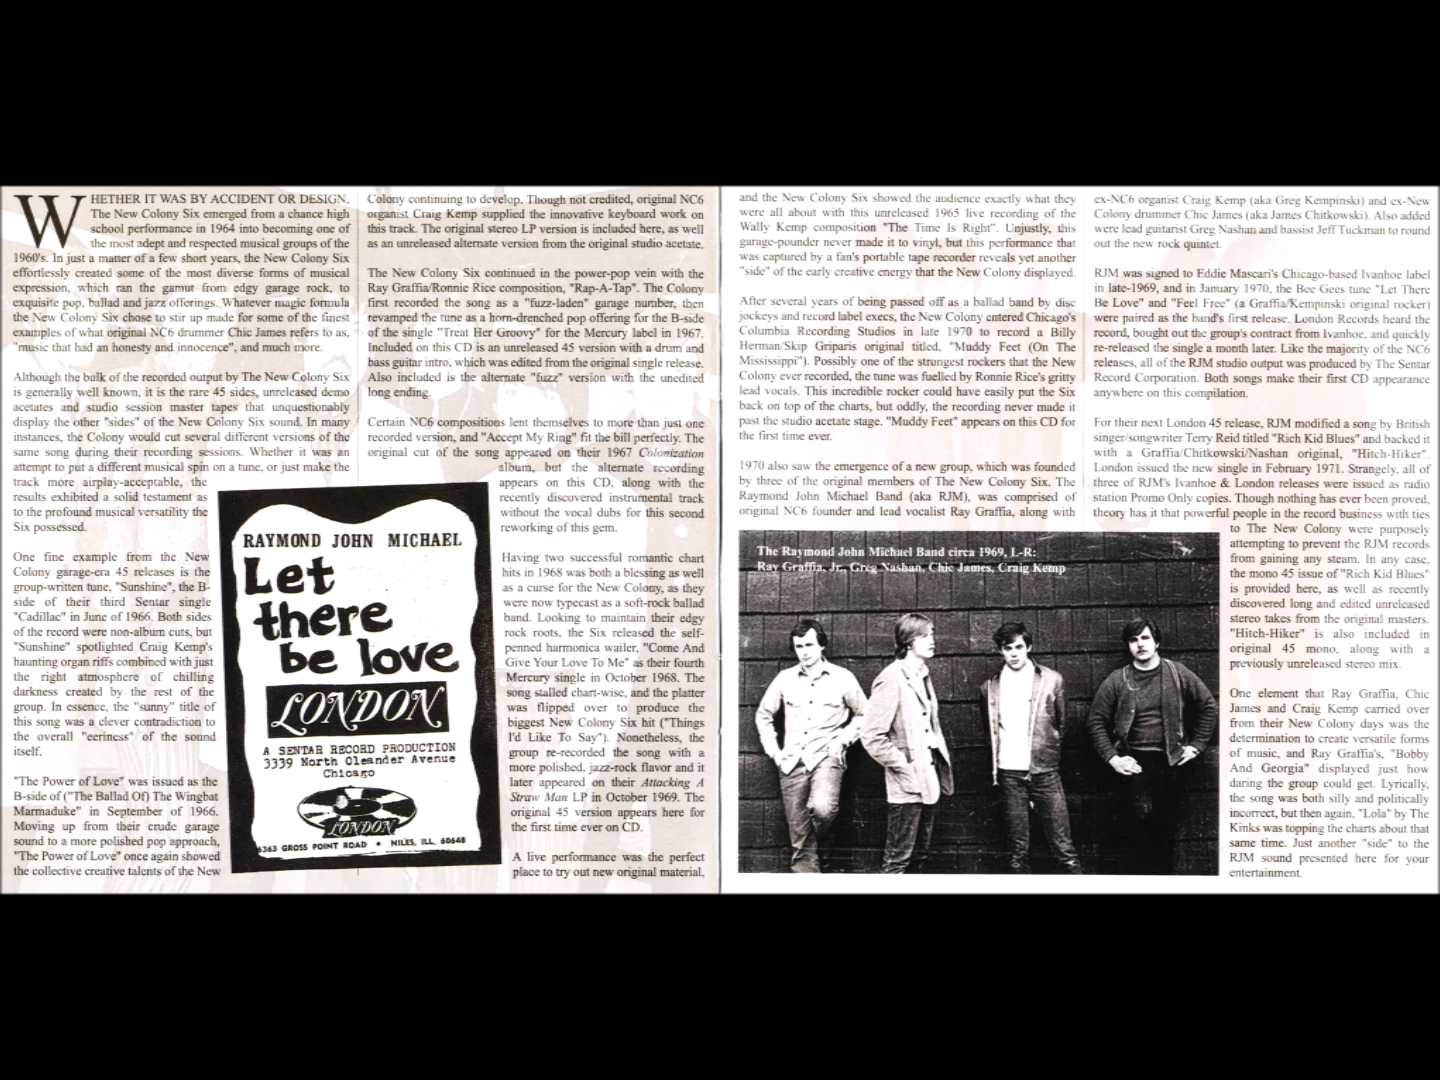 WHETHER IT WAS BY ACCIDENT OR DESIGN,
The New Colony Six emerged from a chance high
school performance in 1964 into becoming one of
the most adept and respected musical groups of the
1960's. In just a matter of a few short years, the New Colony Six
effortlessly created some of the most diverse forms of musical
expression, which ran the gamut from edgy garage rock, to
exquisite pop, ballad and jazz offerings. Whatever magic formula
the New Colony Six chose to stir up made for some of the finest
examples of what original NC6 drummer Chic James refers to as,
"music that had an honesty and innocence", and much more.
Although the bulk of the recorded output by The New Colony Six
is generally well known, it is the rare 45 sides, unreleased demo
acetates and studio session master tapes that unquestionably
display the other "sides" of the New Colony Six sound. In many
instances, the Colony would cut several different versions of the
same song during their recording sessions. Whether it was an
attempt to put a different musical spin on a tune, or just make the
track more airplay-acceptable, the
results exhibited a solid testament as
to the profound musical versatility the
Six possessed.
One fine example from the New
Colony garage-era 45 releases is the
group-written tune, "Sunshine", the B-
side of their third Sentar single
"Cadillac" in June of 1966. Both sides
of the record were non-album cuts, but
"Sunshine" spotlighted Craig Kemp's
haunting organ riffs combined with just
the right atmosphere of chilling
darkness created by the rest of the
group. In essence, the "sunny" title of
this song was a clever contradiction to
the overall "eeriness" of the sound
itself.
"The Power of Love" was issued as the
B-side of ("The Ballad Of) The Wingbat
Marmaduke" in September of 1966.
Moving up from their crude garage
sound to a more polished pop approach,
"The Power of Love" once again showed
the collective creative talents of the New
Colony continuing to develop. Though not credited, original NC6
organist Craig Kemp supplied the innovative keyboard work on
this track. The original stereo LP version is included here, as well
as an unreleased alternate version from the original studio acetate.
The New Colony Six continued in the power-pop vein with the
Ray Graffia/Ronnie Rice composition, "Rap-A-Tap". The Colony
first recorded the song as a "fuzz-laden" garage number, then
revamped the tune as a horn-drenched pop offering for the B-side
of the single "Treat Her Groovy" for the Mercury label in 1967.
Included on this CD is an unreleased 45 version with a drum and
bass guitar intro, which was edited from the original single release.
Also included is the alternate "fuzz" version with the unedited
long ending.
Certain NC6 compositions lent themselves to more than just one
recorded version, and "Accept My Ring" fit the bill perfectly. The
original cut of the song appeared on their 1967 Colonization
album, but the alternate recording
appears on this CD, along with the
recently discovered instrumental track
without the vocal dubs for this second
reworking of this gem.
Having two successful romantic chart
hits in 1968 was both a blessing as well
as a curse for the New Colony, as they
were now typecast as a soft-rock ballad
band. Looking to maintain their edgy
rock roots, the Six released the self-
penned harmonica wailer, "Come And
Give Your Love To Me" as their fourth
Mercury single in October 1968. The
song stalled chart-wise, and the platter
was flipped over to produce the
biggest New Colony Six hit ("Things
I'd Like To Say"). Nonetheless, the
group re-recorded the song with a
more polished, jazz-rock flavor and it
later appeared on their Attacking A
Straw Man LP in October 1969. The
original 45 version appears here for
the first time ever on CD.
A live performance was the perfect
place to try out new original material,
RAYMOND JOHN MICHAEL
Let
there
be love
LONDON
A SENTAR RECORD PRODUCTION
3339 North Oleander Avenue
Chicago
LONDON
6363 GROSS POINT ROAD • NILES, ILL. 60648
and the New Colony Six showed the audience exactly what they
were all about with this unreleased 1965 live recording of the
Wally Kemp composition "The Time Is Right". Unjustly, this
garage-pounder never made it to vinyl, but this performance that
was captured by a fan's portable tape recorder reveals yet another
"side" of the early creative energy that the New Colony displayed.
After several years of being passed off as a ballad band by disc
jockeys and record label execs, the New Colony entered Chicago's
Columbia Recording Studios in late 1970 to record a Billy
Herman/Skip Griparis original titled, "Muddy Feet (On The
Mississippi"). Possibly one of the strongest rockers that the New
Colony ever recorded, the tune was fuelled by Ronnie Rice's gritty
lead vocals. This incredible rocker could have easily put the Six
back on top of the charts, but oddly, the recording never made it
past the studio acetate stage. "Muddy Feet" appears on this CD for
the first time ever.
1970 also saw the emergence of a new group, which was founded
by three of the original members of The New Colony Six. The
Raymond John Michael Band (aka RJM), was comprised of
original NC6 founder and lead vocalist Ray Graffia, along with
ex-NC6 organist Craig Kemp (aka Greg Kempinski) and ex-New
Colony drummer Chic James (aka James Chitkowski). Also added
were lead guitarist Greg Nashan and bassist Jeff Tuckman to round
out the new rock quintet.
RJM was signed to Eddie Mascari's Chicago-based Ivanhoe label
in late-1969, and in January 1970, the Bee Gees tune "Let There
Be Love" and "Feel Free" (a Graffia/Kempinski original rocker)
were paired as the band's first release. London Records heard the
record, bought out the group's contract from Ivanhoe, and quickly
re-released the single a month later. Like the majority of the NC6
releases, all of the RJM studio output was produced by The Sentar
Record Corporation. Both songs make their first CD appearance
anywhere on this compilation.
For their next London 45 release, RJM modified a song by British
singer/songwriter Terry Reid titled "Rich Kid Blues" and backed it
with a Graffia/Chitkowski/Nashan original, "Hitch-Hiker".
London issued the new single in February 1971. Strangely, all of
three of RJM's Ivanhoe & London releases were issued as radio
station Promo Only copies. Though nothing has ever been proved,
theory has it that powerful people in the record business with ties
to The New Colony were purposely
attempting to prevent the RJM records
from gaining any steam. In any case,
the mono 45 issue of "Rich Kid Blues"
is provided here, as well as recently
discovered long and edited unreleased
stereo takes from the original masters.
"Hitch-Hiker" is also included in
original 45 mono, along with a
previously unreleased stereo mix.
One element that Ray Graffia, Chic
James and Craig Kemp carried over
from their New Colony days was the
determination to create versatile forms
of music, and Ray Graffia's, "Bobby
And Georgia" displayed just how
daring the group could get. Lyrically,
the song was both silly and politically
incorrect, but then again, "Lola" by The
Kinks was topping the charts about that
same time. Just another "side" to the
RJM sound presented here for your
entertainment.
The Raymond John Michael Band circa 1969, L-R:
Ray Graffia, Jr., Greg Nashan, Chic James, Craig Kemp